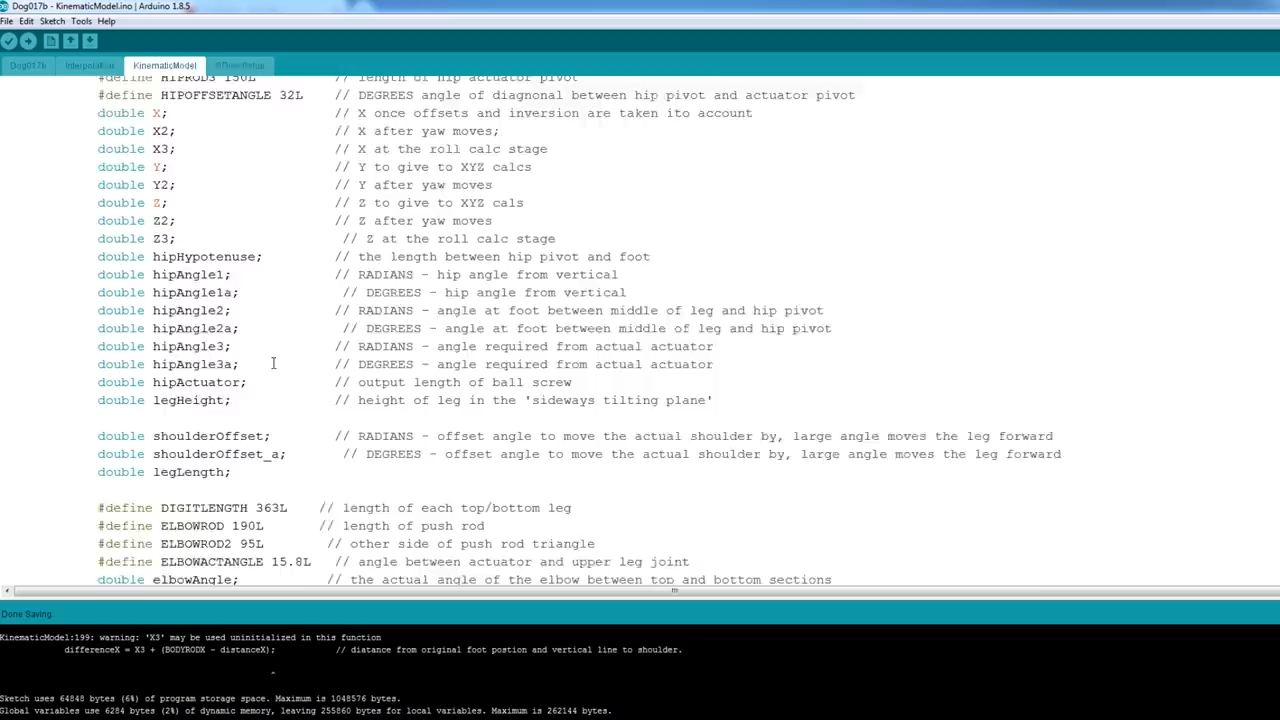 Dog017b - KinematicModel.ino | Arduino 1.8.5
File Edit Sketch Tools Help
Dog017b Interpolation KinematicModel
#define HIPROD3 150L // length of hip actuator pivot
#define HIPOFFSETANGLE 32L // DEGREES angle of diagnonal between hip pivot and actuator pivot
double X; // X once offsets and inversion are taken ito account
double X2; // X after yaw moves;
double X3; // X at the roll calc stage
double Y; // Y to give to XYZ calcs
double Y2; // Y after yaw moves
double Z; // Z to give to XYZ cals
double Z2; // Z after yaw moves
double Z3; // Z at the roll calc stage
double hipHypotenuse; // the length between hip pivot and foot
double hipAngle1; // RADIANS - hip angle from vertical
double hipAngle1a; // DEGREES - hip angle from vertical
double hipAngle2; // RADIANS - angle at foot between middle of leg and hip pivot
double hipAngle2a; // DEGREES - angle at foot between middle of leg and hip pivot
double hipAngle3; // RADIANS - angle required from actual actuator
double hipAngle3a; // DEGREES - angle required from actual actuator
double hipActuator; // output length of ball screw
double legHeight; // height of leg in the 'sideways tilting plane'
double shoulderOffset; // RADIANS - offset angle to move the actual shoulder by, large angle moves the leg forward
double shoulderOffset_a; // DEGREES - offset angle to move the actual shoulder by, large angle moves the leg forward
double legLength;
#define DIGITLENGTH 363L // length of each top/bottom leg
#define ELBOWROD 190L // length of push rod
#define ELBOWROD2 95L // other side of push rod triangle
#define ELBOWACTANGLE 15.8L // angle between actuator and upper leg joint
double elbowAngle; // the actual angle of the elbow between top and bottom sections
Done Saving.
KinematicModel:199: warning: 'X3' may be used uninitialized in this function
differenceX = X3 + (BODYRODX - distanceX); // diatance from original foot postion and vertical line to shoulder.
^
Sketch uses 64848 bytes (6%) of program storage space. Maximum is 1048576 bytes.
Global variables use 6284 bytes (2%) of dynamic memory, leaving 255860 bytes for local variables. Maximum is 262144 bytes.